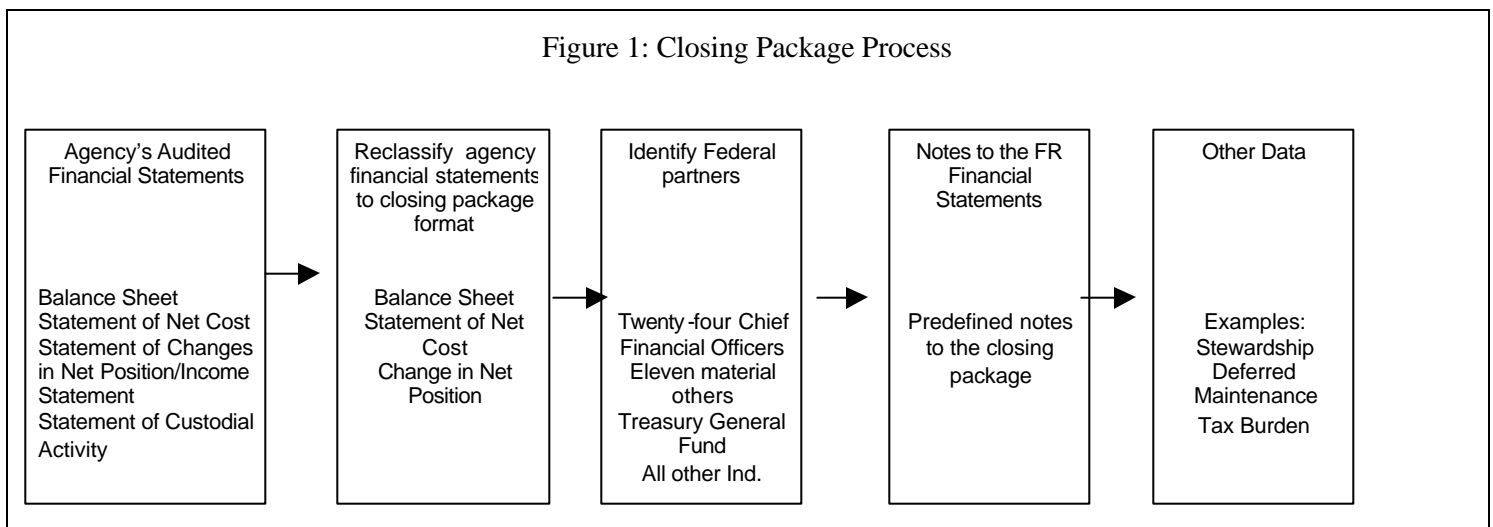 Figure 1: Closing Package Process
Agency's Audited
Financial Statements
Balance Sheet
Statement of Net Cost
Statement of Changes
in Net Position/Income
Statement
Statement of Custodial
Activity
Reclassify agency
financial statements
to closing package
format
Balance Sheet
Statement of Net
Cost
Change in Net
Position
Identify Federal
partners
Twenty-four Chief
Financial Officers
Eleven material
others
Treasury General
Fund
All other Ind.
Notes to the FR
Financial
Statements
Predefined notes
to the closing
package
Other Data
Examples:
Stewardship
Deferred
Maintenance
Tax Burden